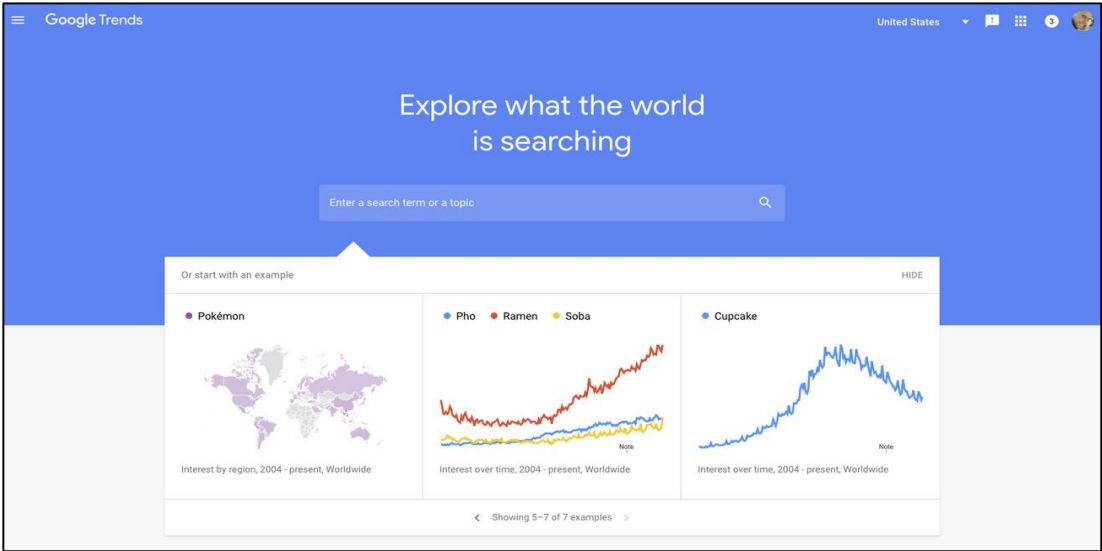 Google Trends
United States
3
Explore what the world
is searching
Enter a search term or a topic
Or start with an example
HIDE
Pokémon
Interest by region, 2004 - present, Worldwide
Pho Ramen Soba
Note
Interest over time, 2004 - present, Worldwide
Cupcake
Note
Interest over time, 2004 - present, Worldwide
Showing 5–7 of 7 examples